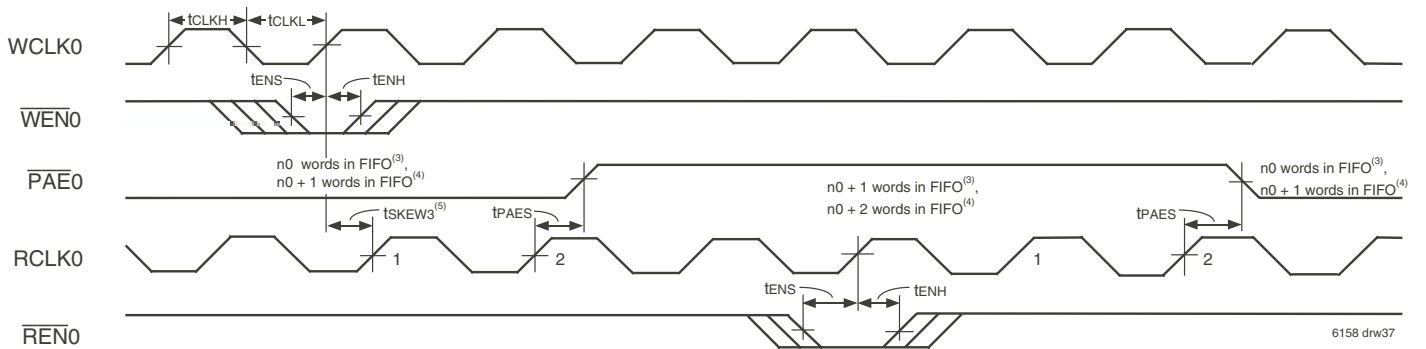 tCLKH
tCLKL
WCLK0
tENS
tENH
WEN0
n0 words in FIFO(3),
n0 + 1 words in FIFO(4)
PAE0
n0 + 1 words in FIFO(3),
n0 + 2 words in FIFO(4)
n0 words in FIFO(3),
n0 + 1 words in FIFO(4)
tSKEW3(5)
tPAES
tPAES
RCLK0
1
2
1
2
tENS
tENH
REN0
6158 drw37